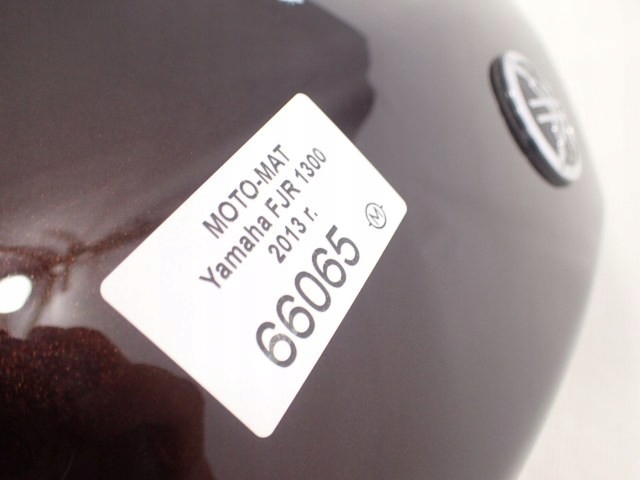 MOTO-MAT
Yamaha FJR 1300
2013 r.
66065
M